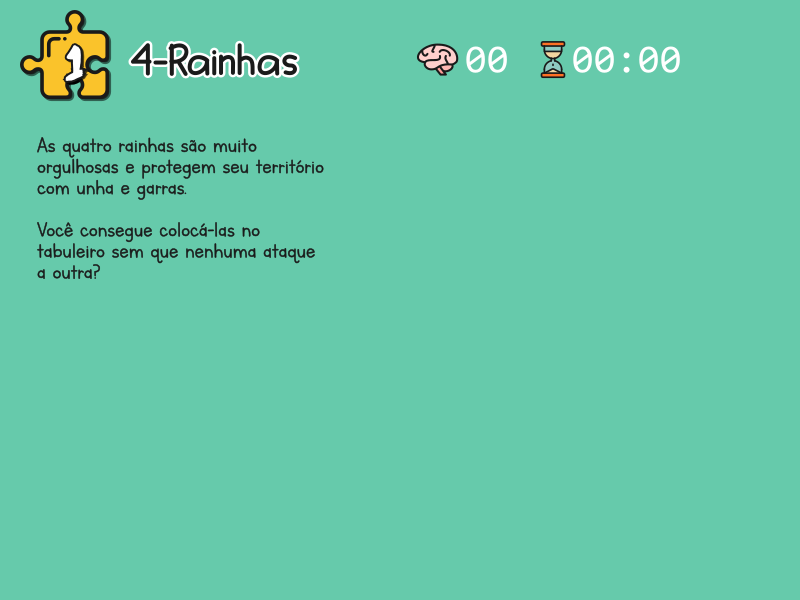 1
4-Rainhas
00
00:00
As quatro rainhas são muito
orgulhosas e protegem seu território
com unha e garras.
Você consegue colocá-las no
tabuleiro sem que nenhuma ataque
a outra?